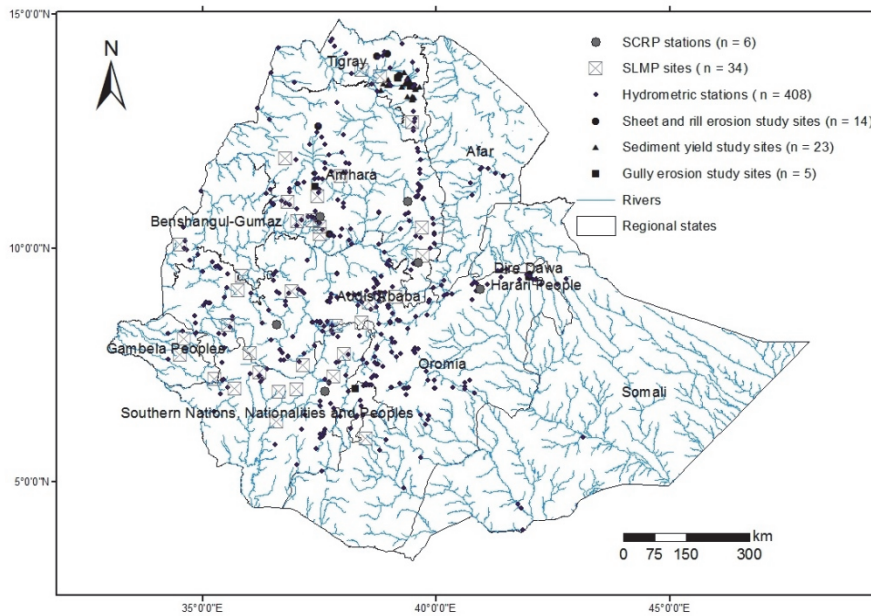 15°0'0"N
N
SCRP stations (n = 6)
SLMP sites ( n = 34)
Hydrometric stations ( n = 408)
Sheet and rill erosion study sites (n = 14)
Sediment yield study sites (n = 23)
Gully erosion study sites (n = 5)
Rivers
Regional states
Tigray
Afar
Amhara
Benshangul-Gumaz
10°0'0"N
Dire Dawa
Harari People
Addis Ababa
Gambela Peoples
Oromia
Somali
Southern Nations, Nationalities and Peoples
5°0'0"N
km
0 75 150 300
35°0'0"E 40°0'0"E 45°0'0"E